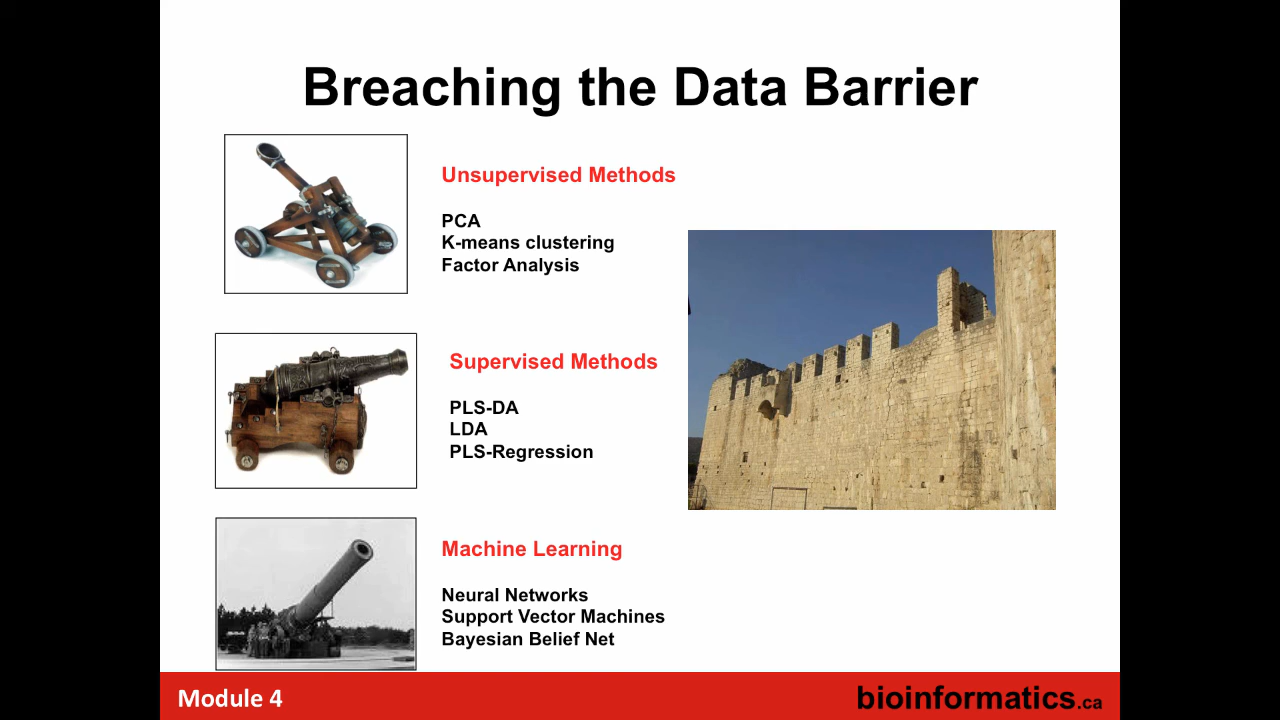 Breaching the Data Barrier
Unsupervised Methods
PCA
K-means clustering
Factor Analysis
Supervised Methods
PLS-DA
LDA
PLS-Regression
Machine Learning
Neural Networks
Support Vector Machines
Bayesian Belief Net
Module 4
bioinformatics.ca